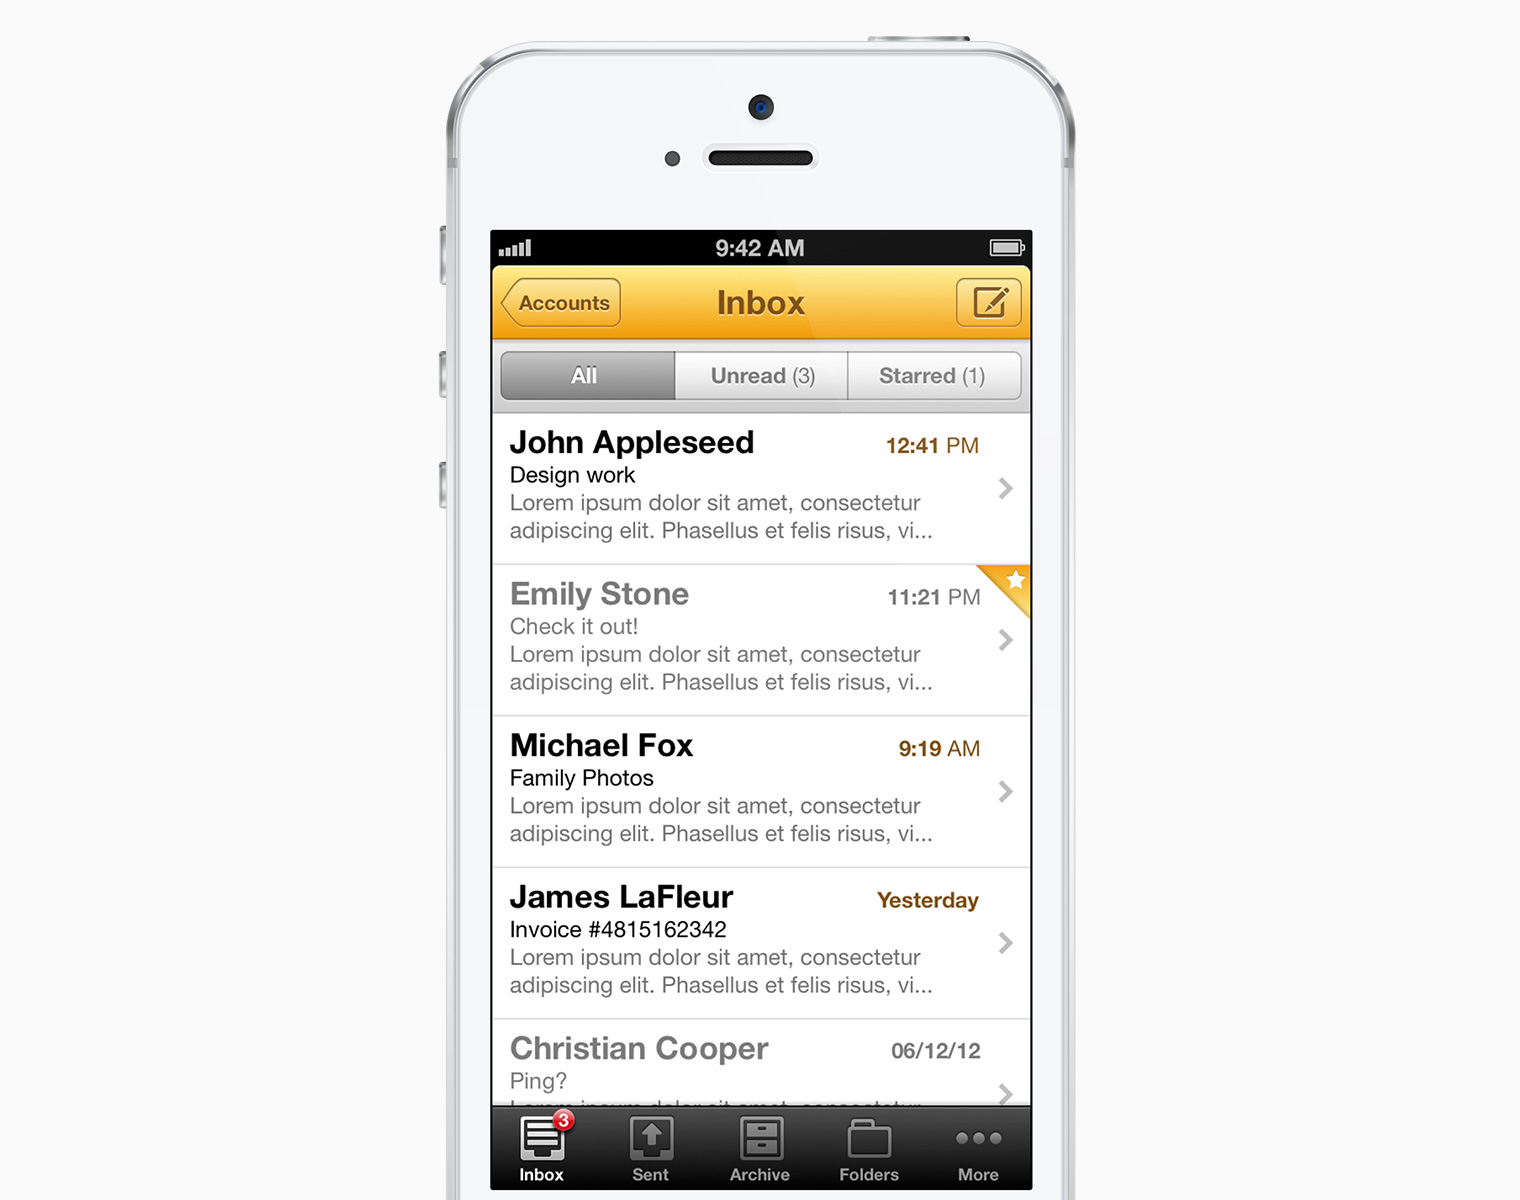 9:42 AM
Accounts
Inbox
All
Unread (3)
Starred (1)
John Appleseed
12:41 PM
Design work
Lorem ipsum dolor sit amet, consectetur
adipiscing elit. Phasellus et felis risus, vi...
Emily Stone
11:21 PM
Check it out!
Lorem ipsum dolor sit amet, consectetur
adipiscing elit. Phasellus et felis risus, vi...
Michael Fox
9:19 AM
Family Photos
Lorem ipsum dolor sit amet, consectetur
adipiscing elit. Phasellus et felis risus, vi...
James LaFleur
Yesterday
Invoice #4815162342
Lorem ipsum dolor sit amet, consectetur
adipiscing elit. Phasellus et felis risus, vi...
Christian Cooper
06/12/12
Ping?
3
Inbox
Sent
Archive
Folders
More